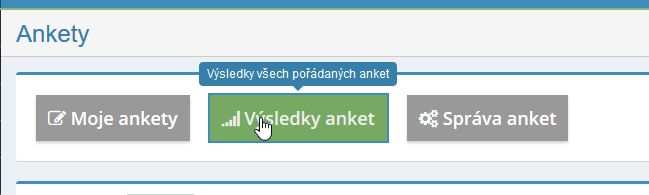 Ankety
Výsledky všech pořádaných anket
Moje ankety
Výsledky anket
Správa anket